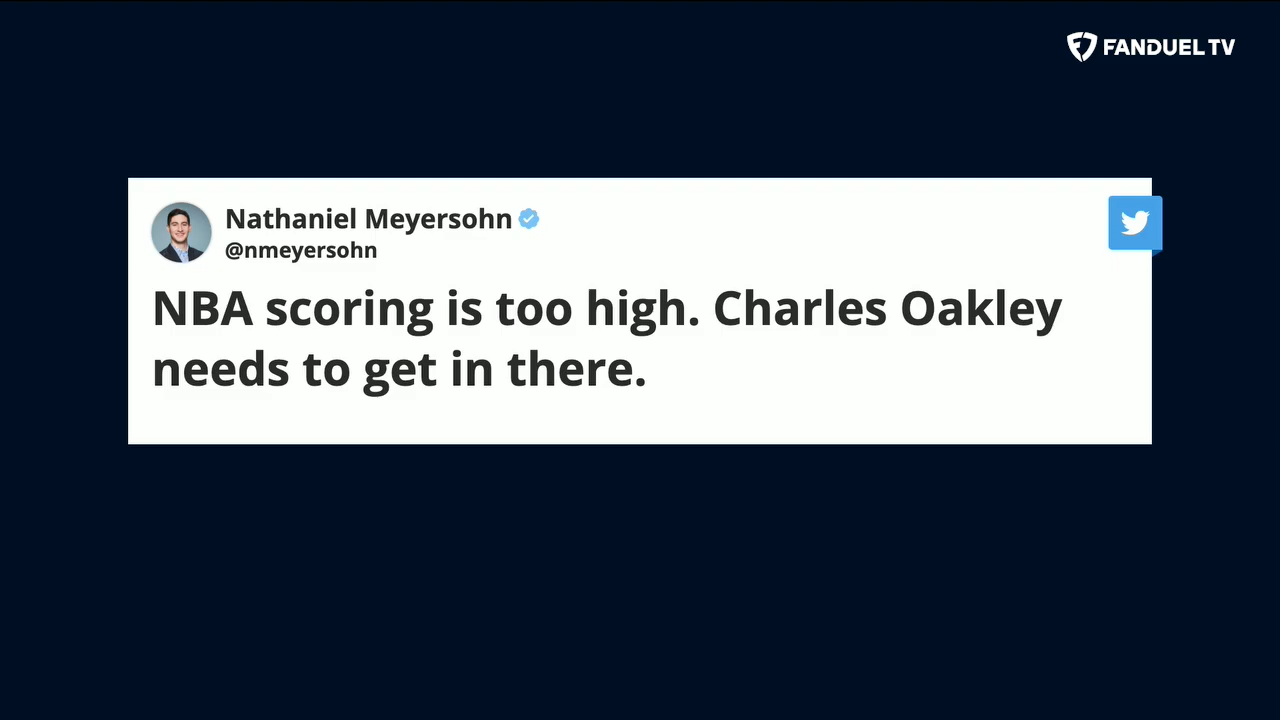 FANDUEL TV
Nathaniel Meyersohn
@nmeyersohn
NBA scoring is too high. Charles Oakley
needs to get in there.